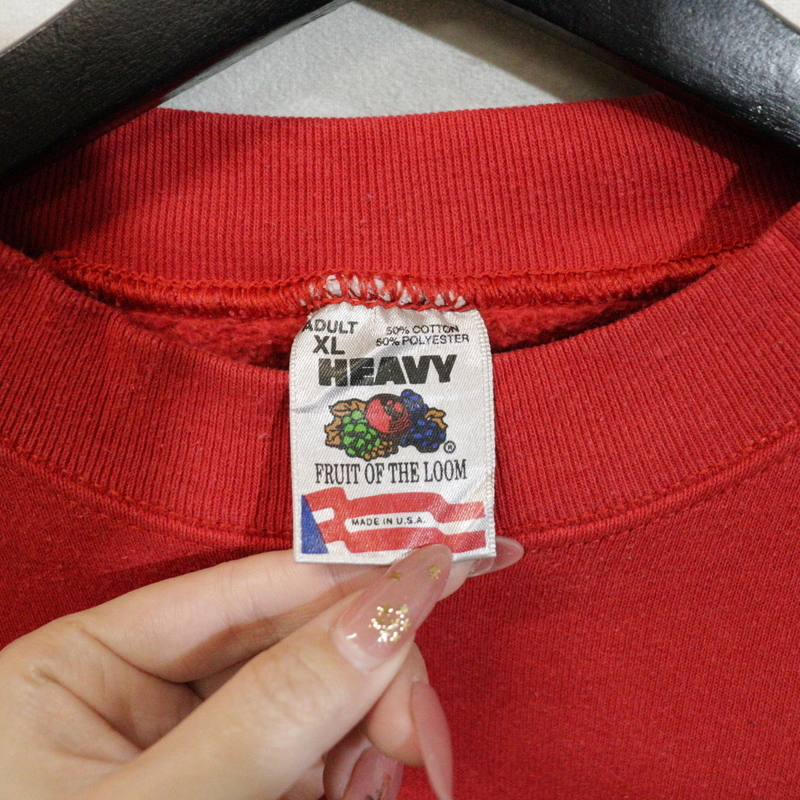 ADULT
XL
50% COTTON
50% POLYESTER
HEAVY
®
FRUIT OF THE LOOM
MADE IN U.S.A.